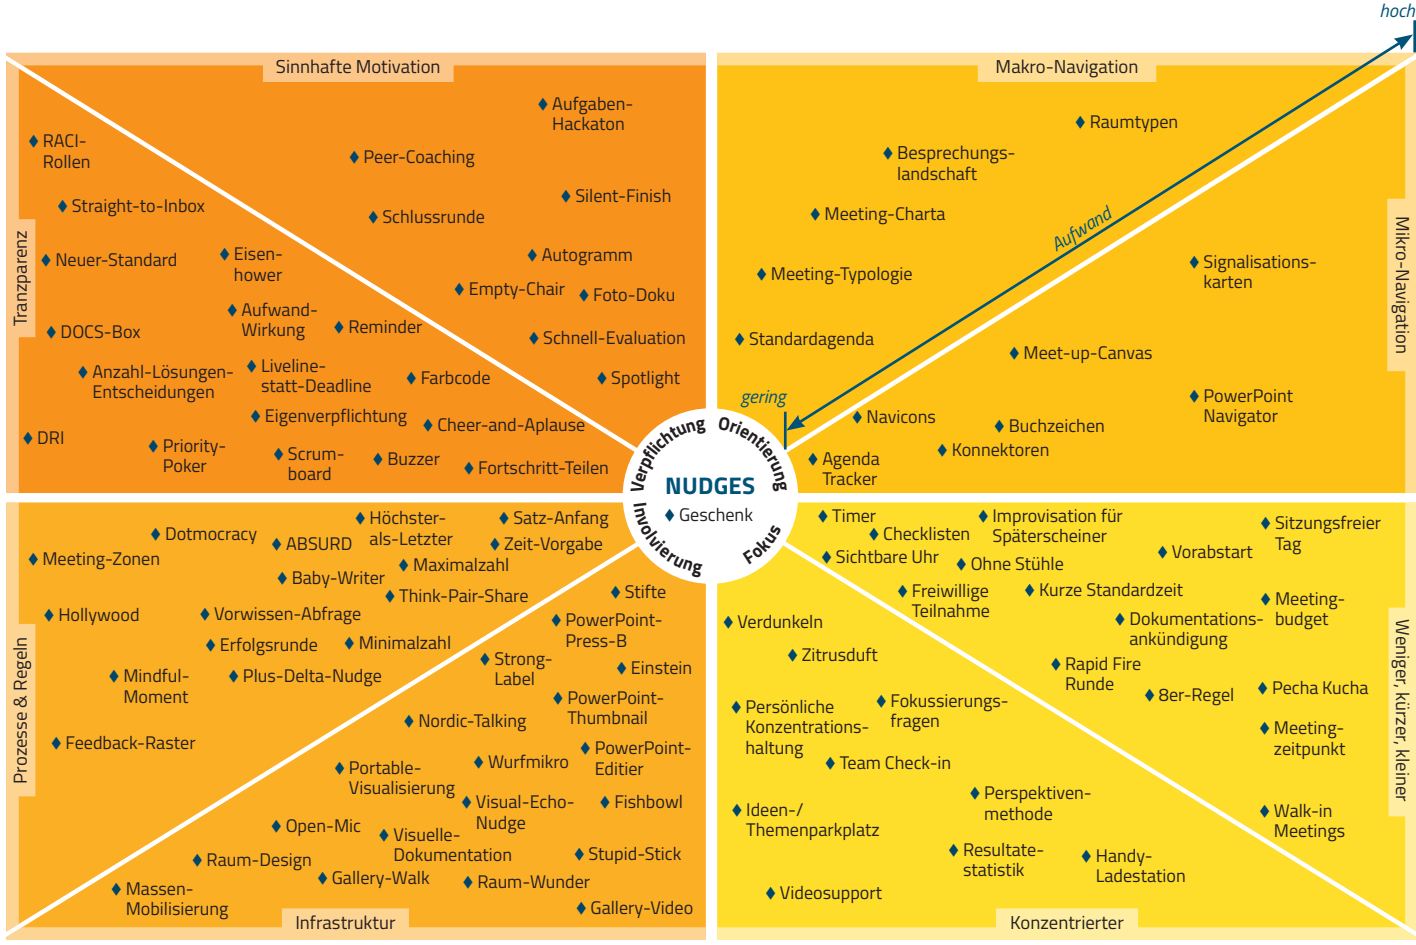 hoch
Sinnhafte Motivation
Aufgaben-
Hackaton
RACI-
Rollen
Peer-Coaching
Straight-to-Inbox
Silent-Finish
Schlussrunde
Tranzparenz
Neuer-Standard
Eisen-
hower
Autogramm
Empty-Chair
Foto-Doku
Aufwand-
Wirkung
Reminder
DOCS-Box
Schnell-Evaluation
Anzahl-Lösungen-
Entscheidungen
Liveline-
statt-Deadline
Farbcode
Spotlight
Eigenverpflichtung
Cheer-and-Aplause
DRI
Priority-
Poker
Scrum-
board
Buzzer
Fortschritt-Teilen
Makro-Navigation
Raumtypen
Besprechungs-
landschaft
Meeting-Charta
Aufwand
Meeting-Typologie
Signalisations-
karten
Mikro-Navigation
Standardagenda
Meet-up-Canvas
gering
PowerPoint
Navigator
Navicons
Buchzeichen
Konnektoren
Agenda
Tracker
Verpflichtung
Orientierung
NUDGES
Geschenk
Involvierung
Fokus
Höchster-
als-Letzter
Satz-Anfang
Dotmocracy
ABSURD
Zeit-Vorgabe
Meeting-Zonen
Maximalzahl
Baby-Writer
Think-Pair-Share
Stifte
Hollywood
Vorwissen-Abfrage
PowerPoint-
Press-B
Erfolgsrunde
Minimalzahl
Prozesse & Regeln
Strong-
Label
Einstein
Mindful-
Moment
Plus-Delta-Nudge
PowerPoint-
Thumbnail
Nordic-Talking
Feedback-Raster
PowerPoint-
Editier
Portable-
Visualisierung
Wurfmikro
Visual-Echo-
Nudge
Fishbowl
Open-Mic
Visuelle-
Dokumentation
Raum-Design
Stupid-Stick
Gallery-Walk
Raum-Wunder
Massen-
Mobilisierung
Gallery-Video
Infrastruktur
Timer
Improvisation für
Späterscheiner
Sitzungsfreier
Tag
Checklisten
Sichtbare Uhr
Ohne Stühle
Vorabstart
Freiwillige
Teilnahme
Kurze Standardzeit
Meeting-
budget
Verdunkeln
Dokumentations-
ankündigung
Zitrusduft
Rapid Fire
Runde
Weniger, kürzer, kleiner
8er-Regel
Pecha Kucha
Persönliche
Konzentrations-
haltung
Fokussierungs-
fragen
Meeting-
zeitpunkt
Team Check-in
Perspektiven-
methode
Ideen-/
Themenparkplatz
Walk-in
Meetings
Resultate-
statistik
Handy-
Ladestation
Videosupport
Konzentrierter